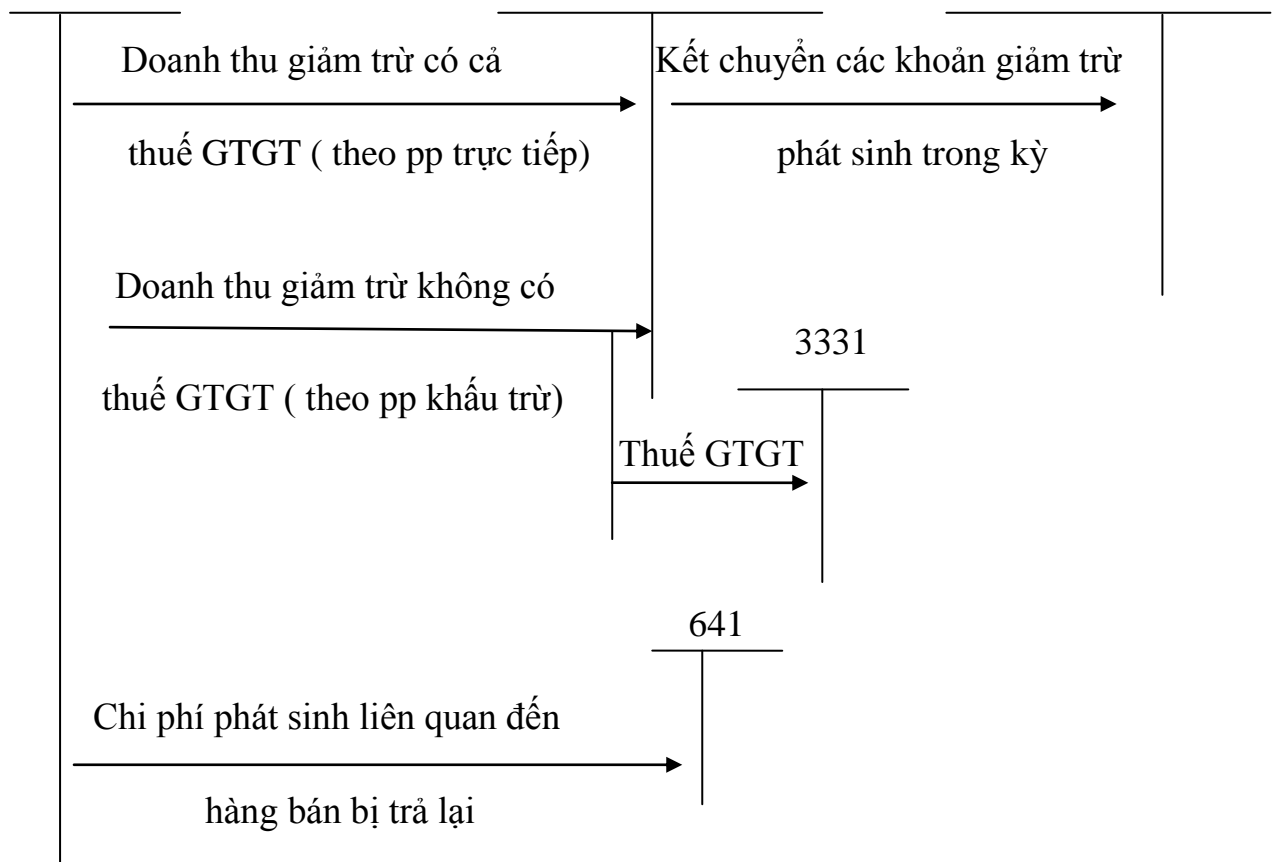 Doanh thu giảm trừ có cả
Kết chuyển các khoản giảm trừ
thuế GTGT ( theo pp trực tiếp)
phát sinh trong kỳ
Doanh thu giảm trừ không có
3331
thuế GTGT ( theo pp khấu trừ)
Thuế GTGT
641
Chi phí phát sinh liên quan đến
hàng bán bị trả lại